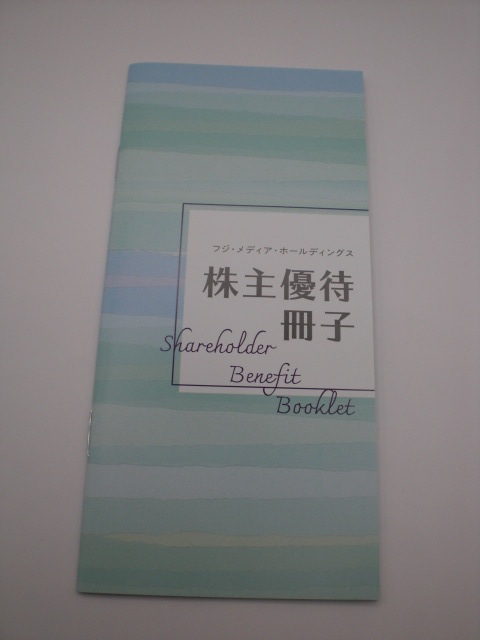 フジ・メディア・ホールディングス
株主優待
冊子
Shareholder
Benefit
Booklet